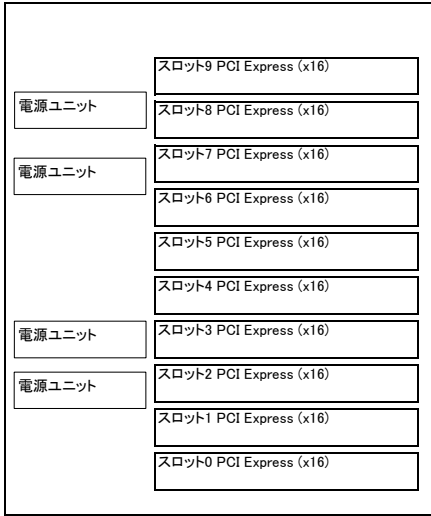 スロット9 PCI Express (x16)
電源ユニット
スロット8 PCI Express (x16)
スロット7 PCI Express (x16)
電源ユニット
スロット6 PCI Express (x16)
スロット5 PCI Express (x16)
スロット4 PCI Express (x16)
電源ユニット
スロット3 PCI Express (x16)
電源ユニット
スロット2 PCI Express (x16)
スロット1 PCI Express (x16)
スロット0 PCI Express (x16)